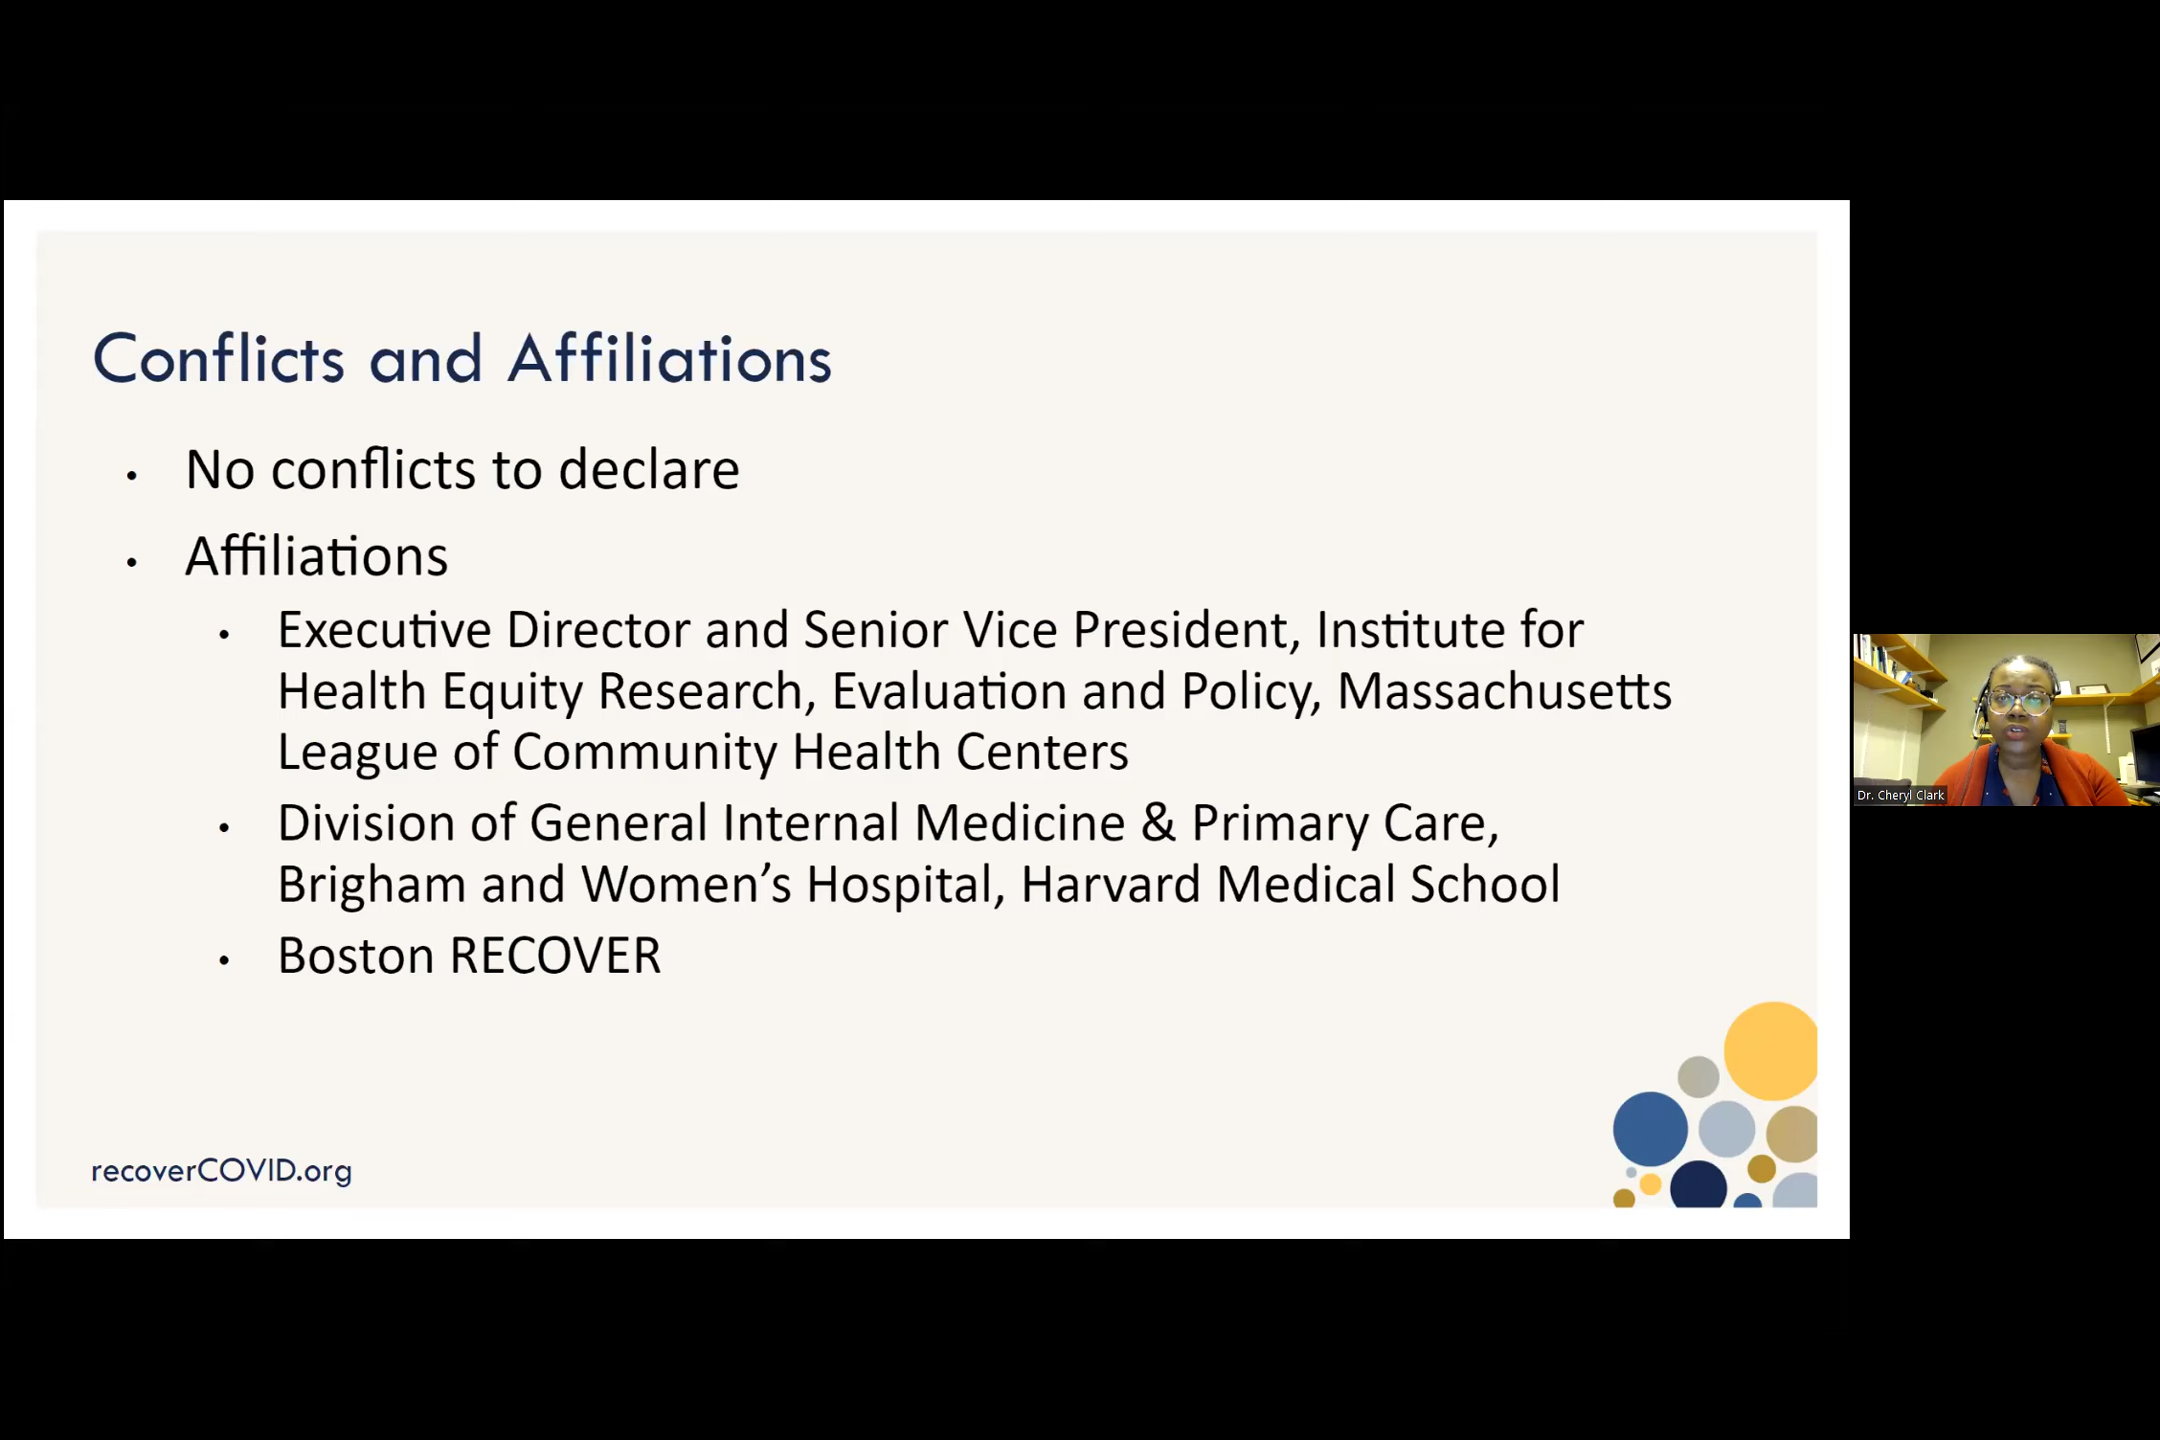 Conflicts and Affiliations
• No conflicts to declare
• Affiliations
• Executive Director and Senior Vice President, Institute for
Health Equity Research, Evaluation and Policy, Massachusetts
League of Community Health Centers
• Division of General Internal Medicine & Primary Care,
Brigham and Women’s Hospital, Harvard Medical School
• Boston RECOVER
recoverCOVID.org
Dr. Cheryl Clark